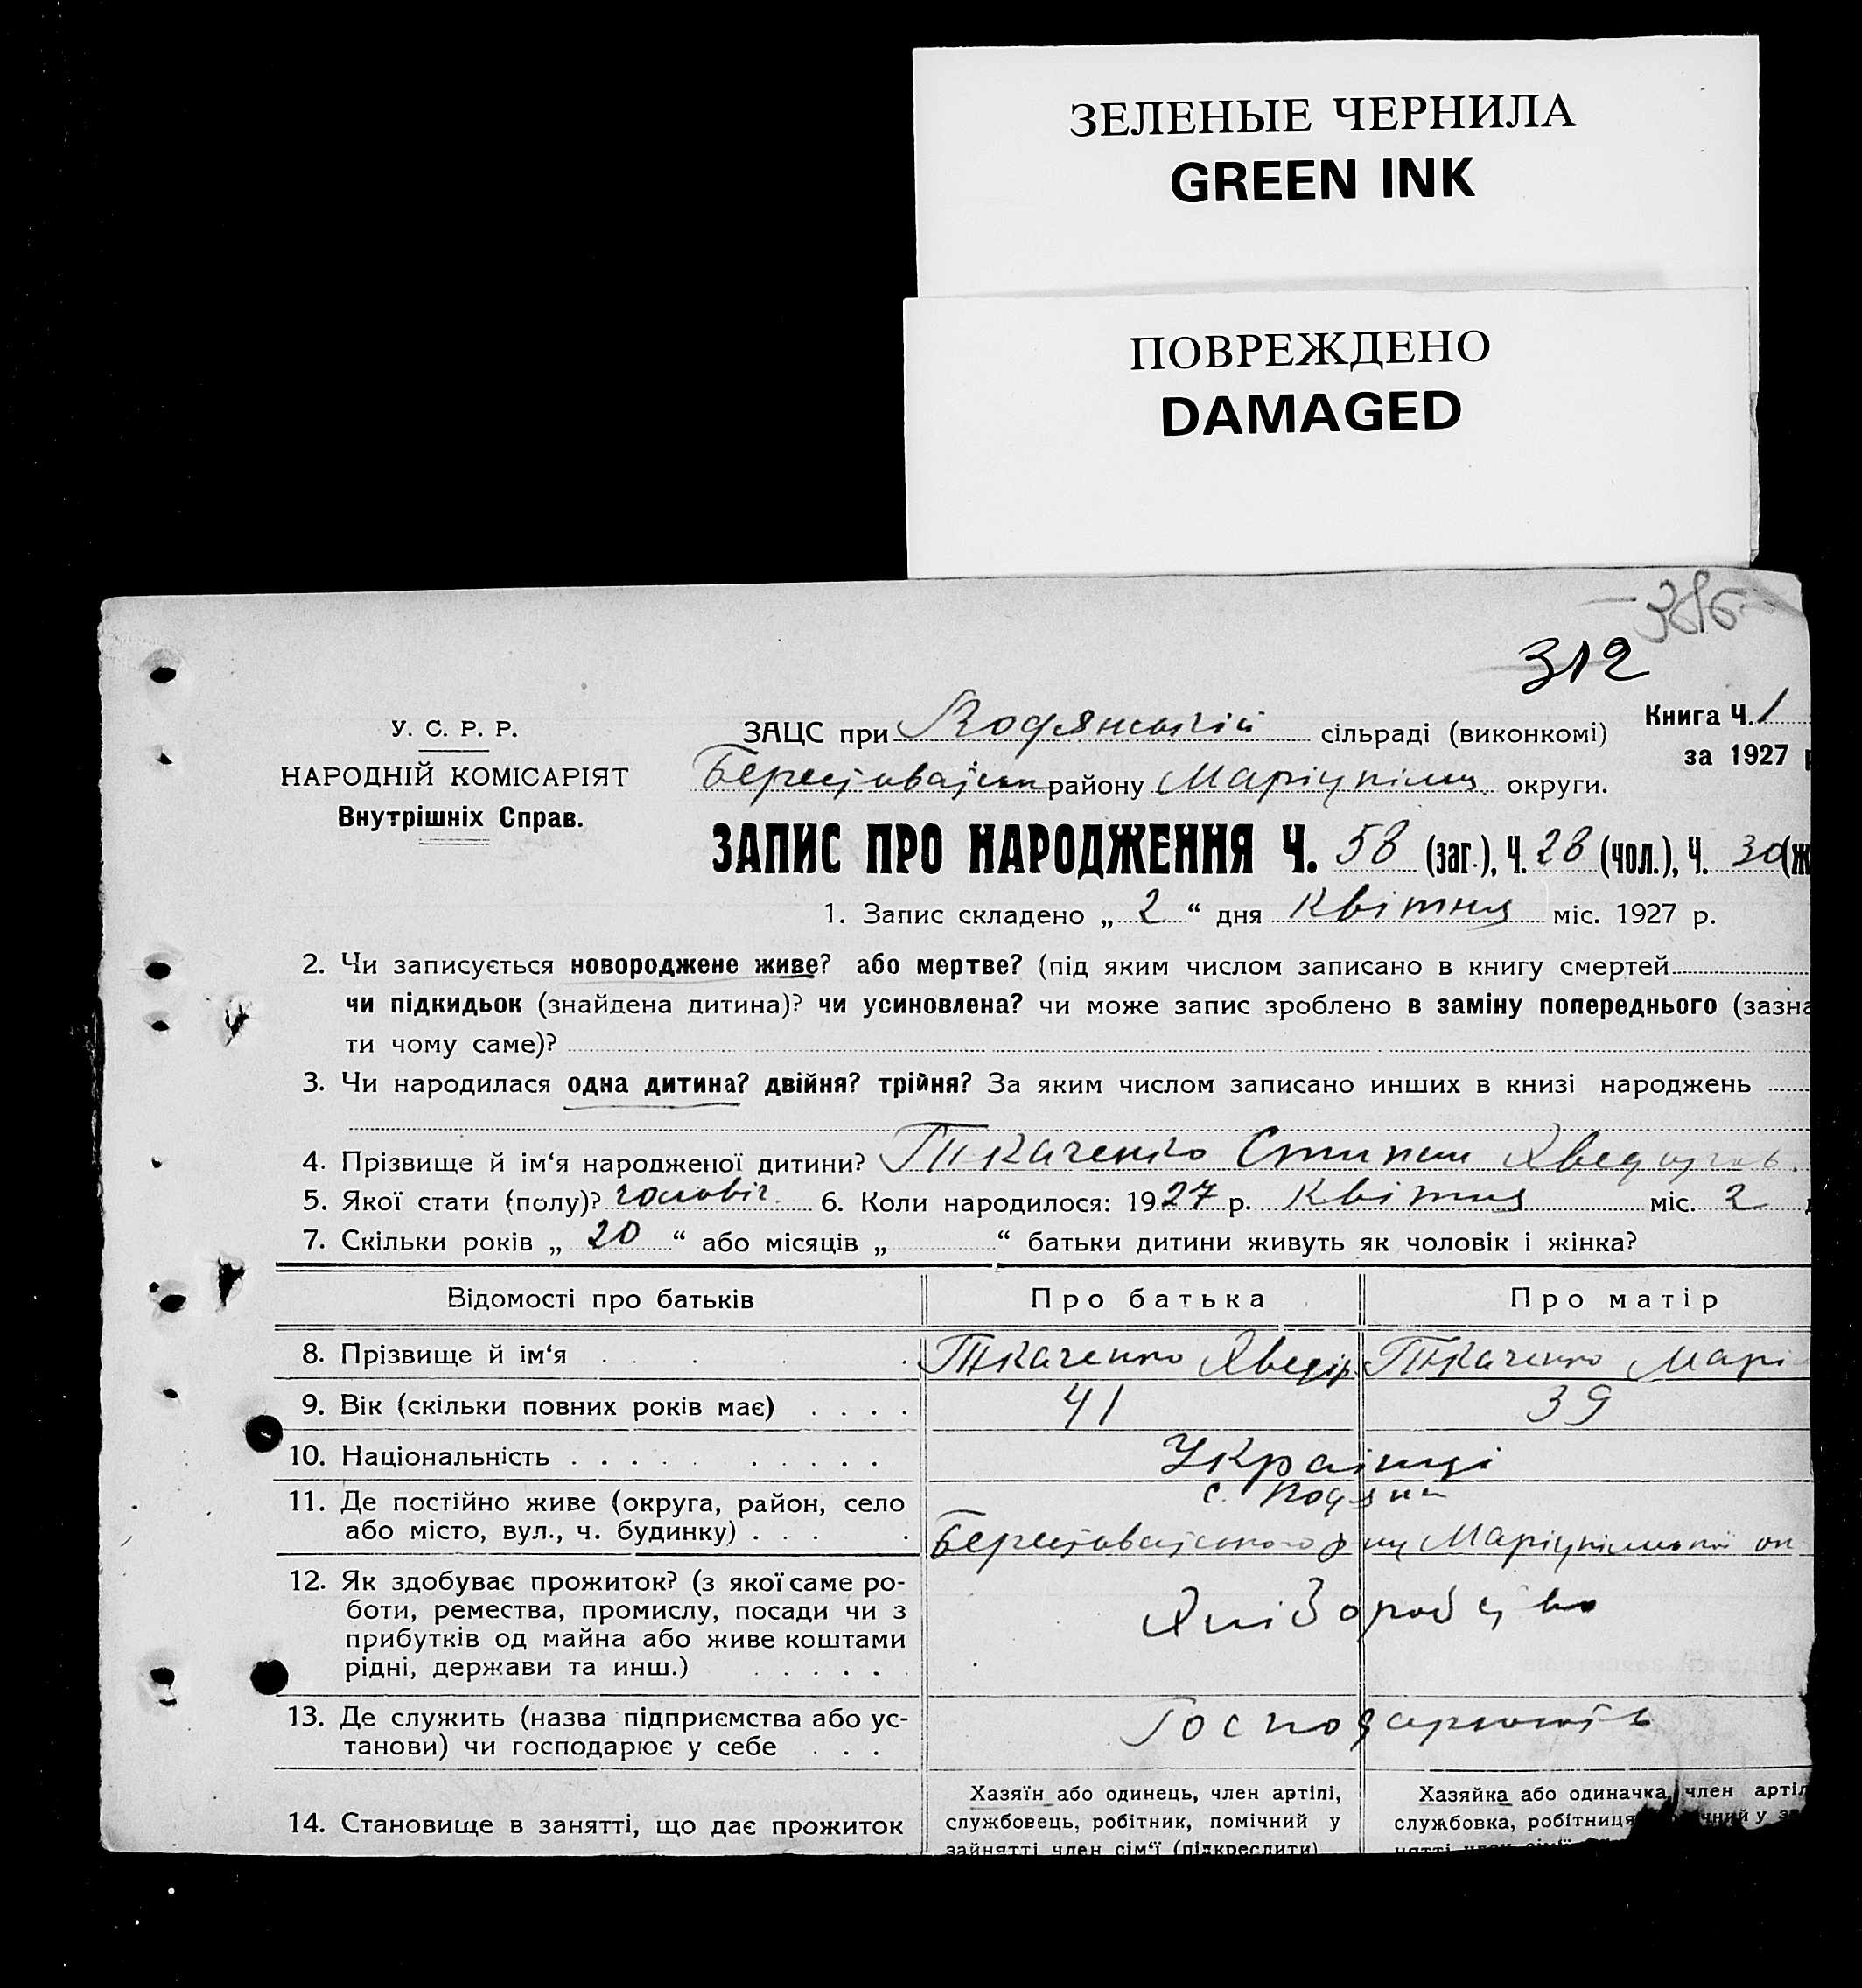 ЗЕЛЕНЫЕ ЧЕРНИЛА
GREEN INK
ПОВРЕЖДЕНО
DAMAGED
312
У. С. Р. Р.
НАРОДНІЙ КОМІСАРІЯТ
Внутрішніх Справ.
ЗАЦС при сільраді (виконкомі) Книга Ч. 1
району Маріупільщ. округи. за 1927 р
ЗАПИС ПРО НАРОДЖЕННЯ Ч. 58 (заг.), Ч. 28 (чол.), Ч. 30 (ж
1. Запис складено „ 2 “ дня Квітня міс. 1927 р.
2. Чи записується новороджене живе? або мертве? (під яким числом записано в книгу смертей
чи підкидьок (знайдена дитина)? чи усиновлена? чи може запис зроблено в заміну попереднього (зазна
ти чому саме)?
3. Чи народилася одна дитина? двійня? трійня? За яким числом записано инших в книзі народжень
4. Прізвище й ім‘я народженої дитини? Ткаченко Степан
5. Якої стати (полу)? чоловіч. 6. Коли народилося: 1927 р. Квітня міс. 2
7. Скільки років „ 20 “ або місяців „ “ батьки дитини живуть як чоловік і жінка?
Відомості про батьків Про батька Про матір
8. Прізвище й ім‘я Ткаченко Хведір Ткаченко Марі
9. Вік (скільки повних років має) 41 39
10. Національність Українці
11. Де постійно живе (округа, район, село
або місто, вул., ч. будинку)
12. Як здобуває прожиток? (з якої саме ро-
боти, ремества, промислу, посади чи з
прибутків од майна або живе коштами
рідні, держави та инш.)
Хліборобство
13. Де служить (назва підприємства або ус-
танови) чи господарює у себе
14. Становище в занятті, що дає прожиток
Хазяїн або одинець, член артілі,
службовець, робітник, помічний у
зайнятті член сім‘ї (підкреслити)
Хазяйка або одиначка член артіл
службовка, робітниця